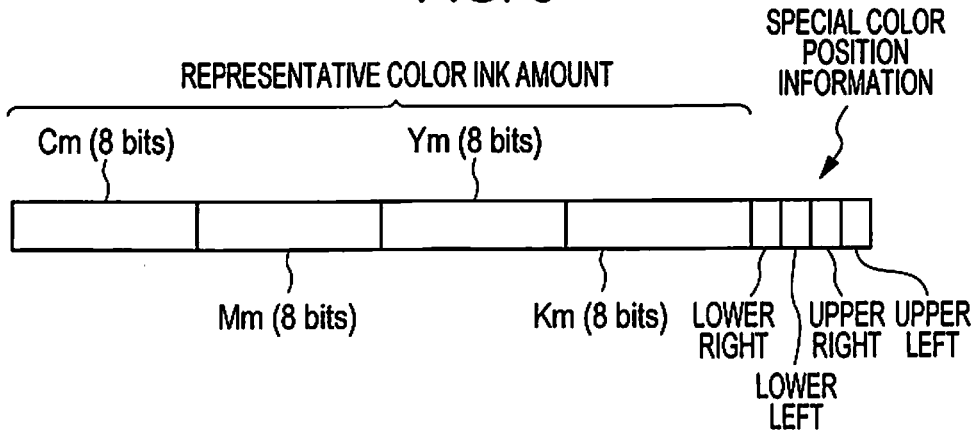 SPECIAL COLOR
POSITION
INFORMATION
REPRESENTATIVE COLOR INK AMOUNT
Cm (8 bits)
Ym (8 bits)
Mm (8 bits)
Km (8 bits)
LOWER
RIGHT
LOWER
LEFT
UPPER
RIGHT
UPPER
LEFT